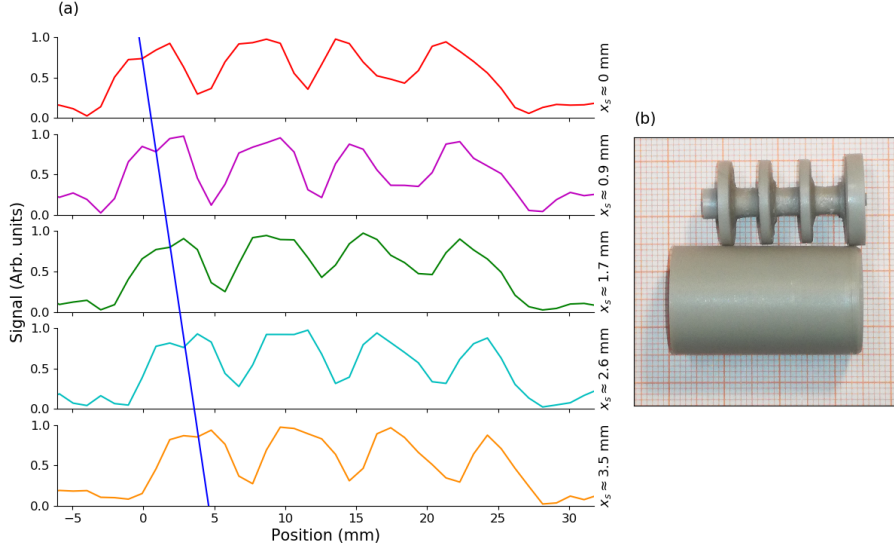 (a)
1.0
0.5
0.0
x_s ≈ 0 mm
1.0
0.5
0.0
x_s ≈ 0.9 mm
1.0
0.5
0.0
x_s ≈ 1.7 mm
1.0
0.5
0.0
x_s ≈ 2.6 mm
1.0
0.5
0.0
x_s ≈ 3.5 mm
Signal (Arb. units)
−5 0 5 10 15 20 25 30
Position (mm)
(b)